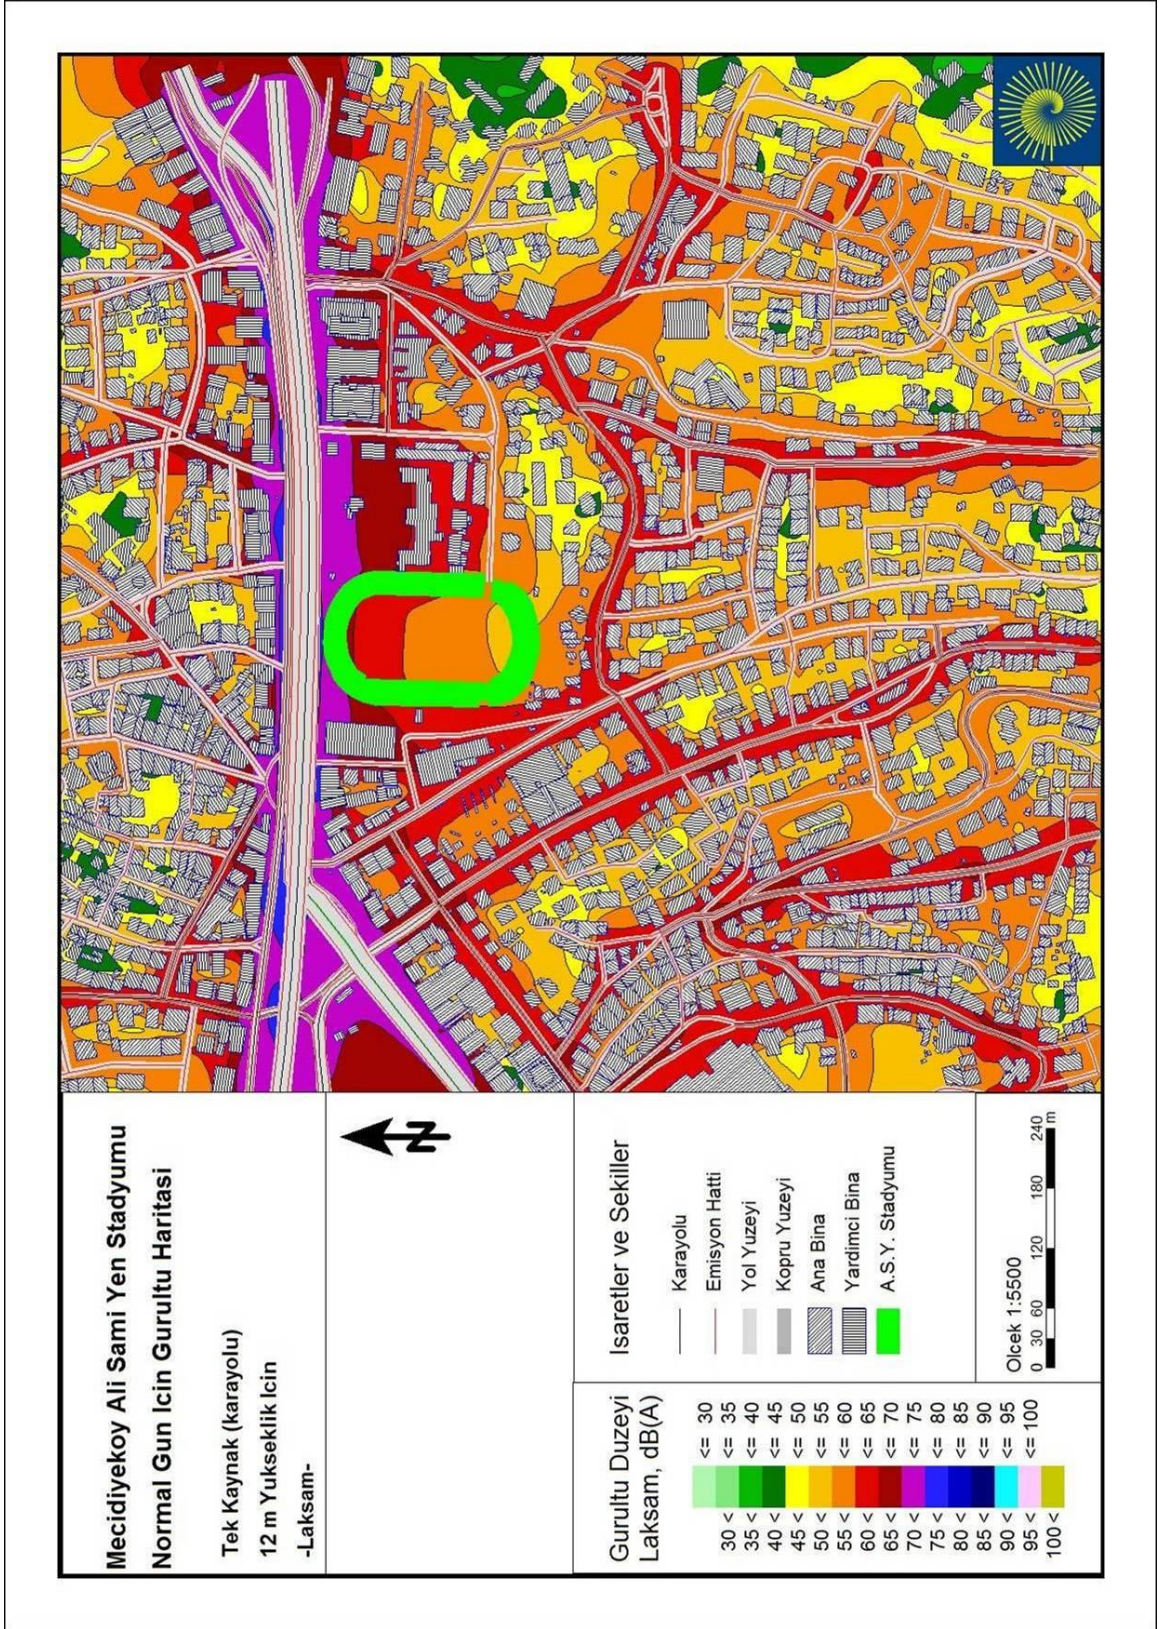 Mecidiyekoy Ali Sami Yen Stadyumu
Normal Gun Icin Gurultu Haritasi
Tek Kaynak (karayolu)
12 m Yukseklik Icin
-Laksam-
N
Gurultu Duzeyi
Laksam, dB(A)
<= 30
30 < <= 35
35 < <= 40
40 < <= 45
45 < <= 50
50 < <= 55
55 < <= 60
60 < <= 65
65 < <= 70
70 < <= 75
75 < <= 80
80 < <= 85
85 < <= 90
90 < <= 95
95 < <= 100
100 <
Isaretler ve Sekiller
Karayolu
Emisyon Hatti
Yol Yuzeyi
Kopru Yuzeyi
Ana Bina
Yardimci Bina
A.S.Y. Stadyumu
Olcek 1:5500
0 30 60 120 180 240
m